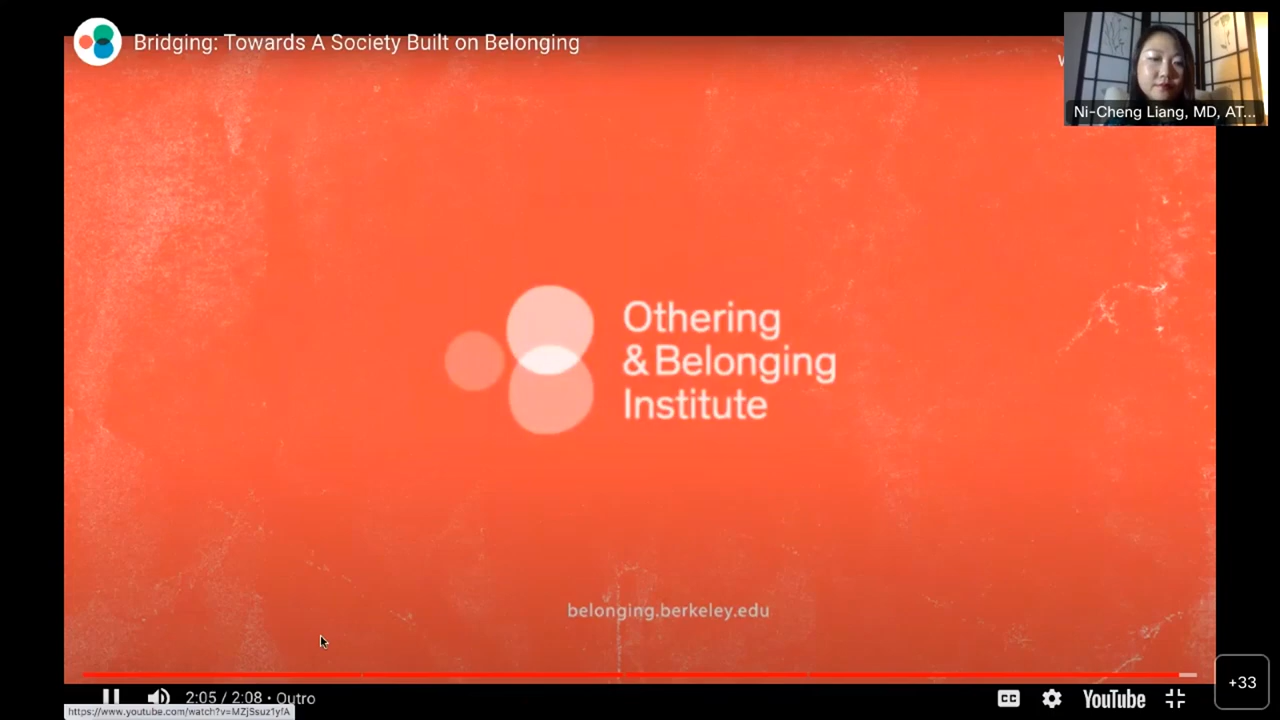 Bridging: Towards A Society Built on Belonging
W
Ni-Cheng Liang, MD, AT...
Othering
& Belonging
Institute
belonging.berkeley.edu
+33
2:05 / 2:08 • Outro
CC
YouTube
https://www.youtube.com/watch?v=MZjSsuz1yfA